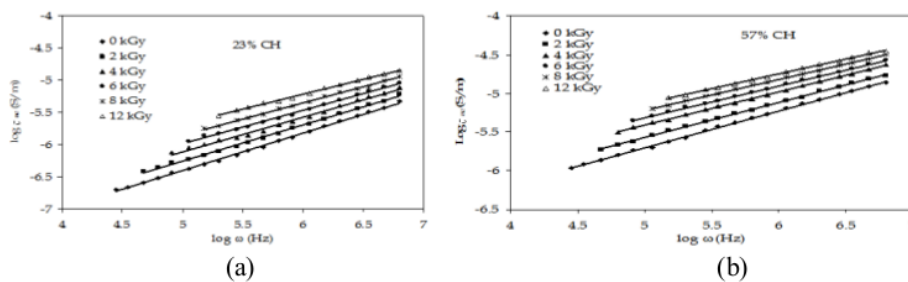 -4
-4.5
-5
-5.5
-6
-6.5
-7
0 kGy
2 kGy
4 kGy
6 kGy
8 kGy
12 kGy
23% CH
4 4.5 5 5.5 6 6.5 7
log ω (Hz)
(a)
-4
-4.5
-5
-5.5
-6
-6.5
0 kGy
2 kGy
4 kGy
6 kGy
8 kGy
12 kGy
57% CH
4 4.5 5 5.5 6 6.5
log ω (Hz)
(b)